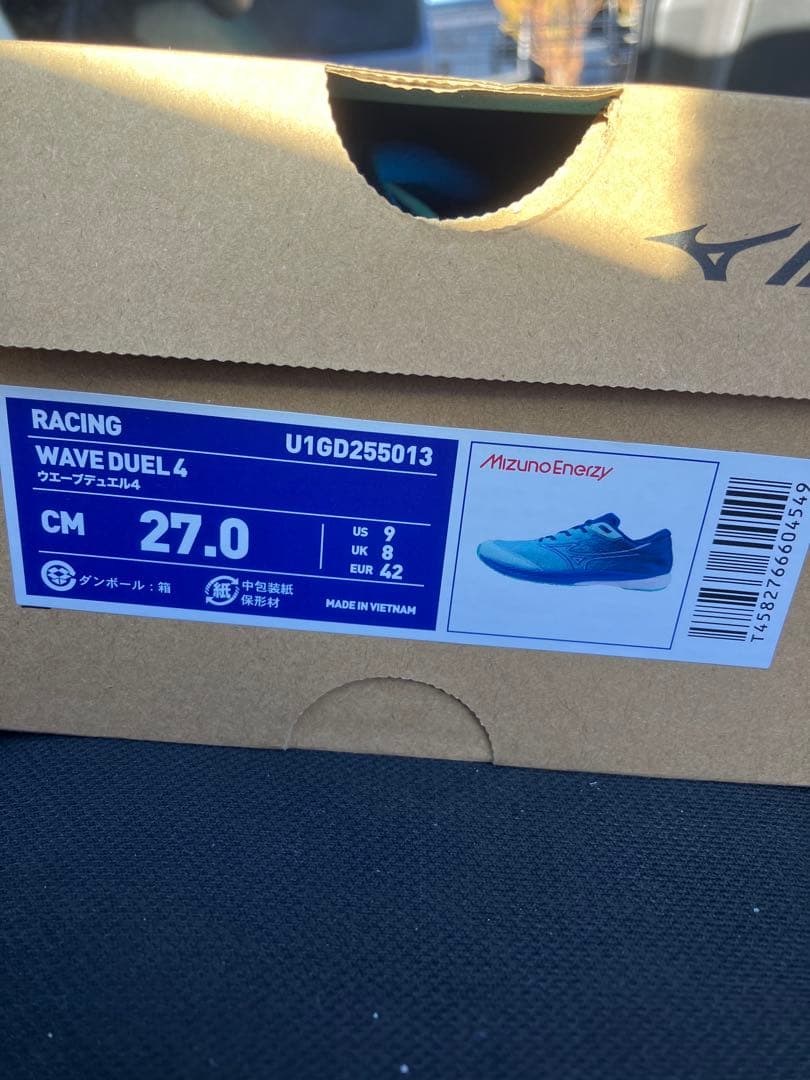 RACING
U1GD255013
WAVE DUEL 4
ウエーブデュエル4
CM 27.0
US 9
UK 8
EUR 42
ダンボール：箱
紙 中包装紙
保形材
MADE IN VIETNAM
MizunoEnerzy
T4582766604549